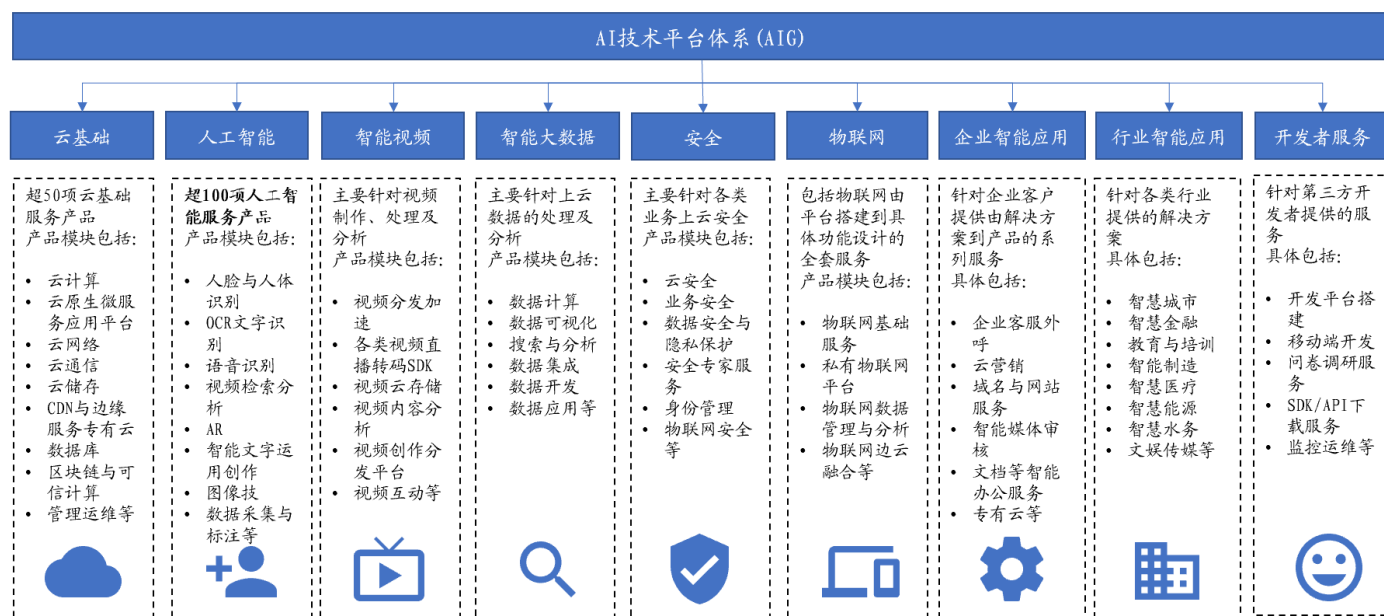 AI技术平台体系(AIG)
云基础
人工智能
智能视频
智能大数据
安全
物联网
企业智能应用
行业智能应用
开发者服务
超50项云基础
服务产品
产品模块包括:
• 云计算
• 云原生微服
务应用平台
• 云网络
• 云通信
• 云储存
• CDN与边缘
服务专有云
• 数据库
• 区块链与可
信计算
• 管理运维等
超100项人工智
能服务产品
产品模块包括:
• 人脸与人体
识别
• OCR文字识
别
• 语音识别
• 视频检索分
析
• AR
• 智能文字运
用创作
• 图像技
• 数据采集与
标注等
主要针对视频
制作、处理及
分析
产品模块包括:
• 视频分发加
速
• 各类视频直
播转码SDK
• 视频云存储
• 视频内容分
析
• 视频创作分
发平台
• 视频互动等
主要针对上云
数据的处理及
分析
产品模块包括:
• 数据计算
• 数据可视化
• 搜索与分析
• 数据集成
• 数据开发
• 数据应用等
主要针对各类
业务上云安全
产品模块包括:
• 云安全
• 业务安全
• 数据安全与
隐私保护
• 安全专家服
务
• 身份管理
• 物联网安全
等
包括物联网由
平台搭建到具
体功能设计的
全套服务
产品模块包括:
• 物联网基础
服务
• 私有物联网
平台
• 物联网数据
管理与分析
• 物联网边云
融合等
针对企业客户
提供由解决方
案到产品的系
列服务
具体包括:
• 企业客服外
呼
• 云营销
• 域名与网站
服务
• 智能媒体审
核
• 文档等智能
办公服务
• 专有云等
针对各类行业
提供的解决方
案
具体包括:
• 智慧城市
• 智慧金融
• 教育与培训
• 智能制造
• 智慧医疗
• 智慧能源
• 智慧水务
• 文娱传媒等
针对第三方开
发者提供的服
务
具体包括:
• 开发平台搭
建
• 移动端开发
• 问卷调研服
务
• SDK/API下
载服务
• 监控运维等